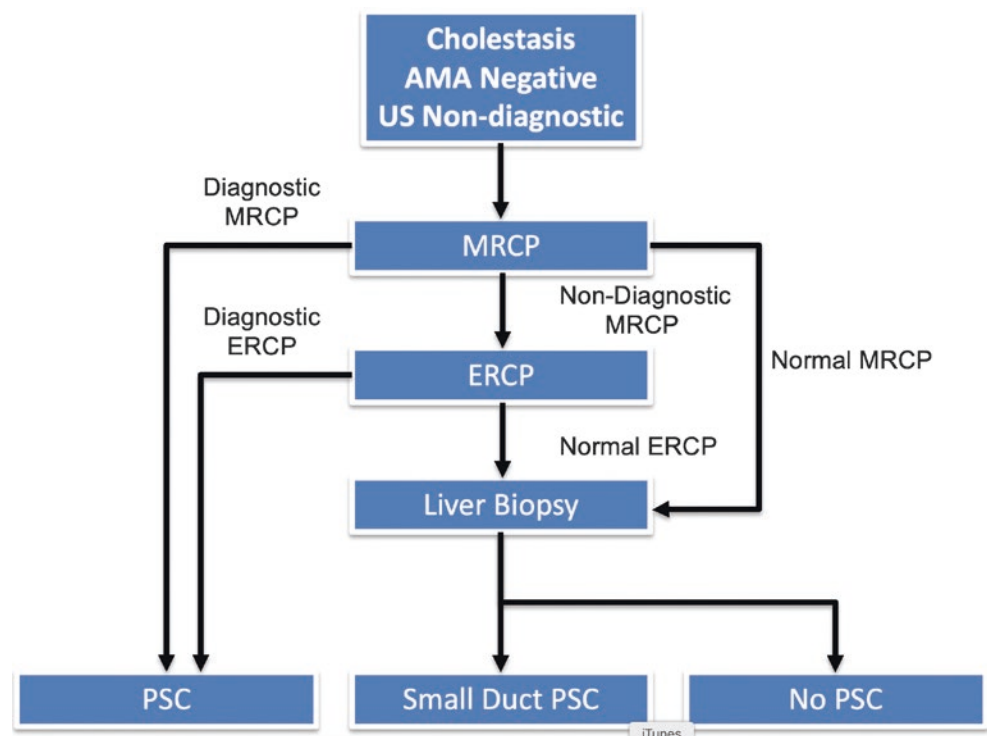 Cholestasis
AMA Negative
US Non-diagnostic
Diagnostic
MRCP
MRCP
Non-Diagnostic
MRCP
Diagnostic
ERCP
Normal MRCP
ERCP
Normal ERCP
Liver Biopsy
PSC
Small Duct PSC
No PSC
iTunes